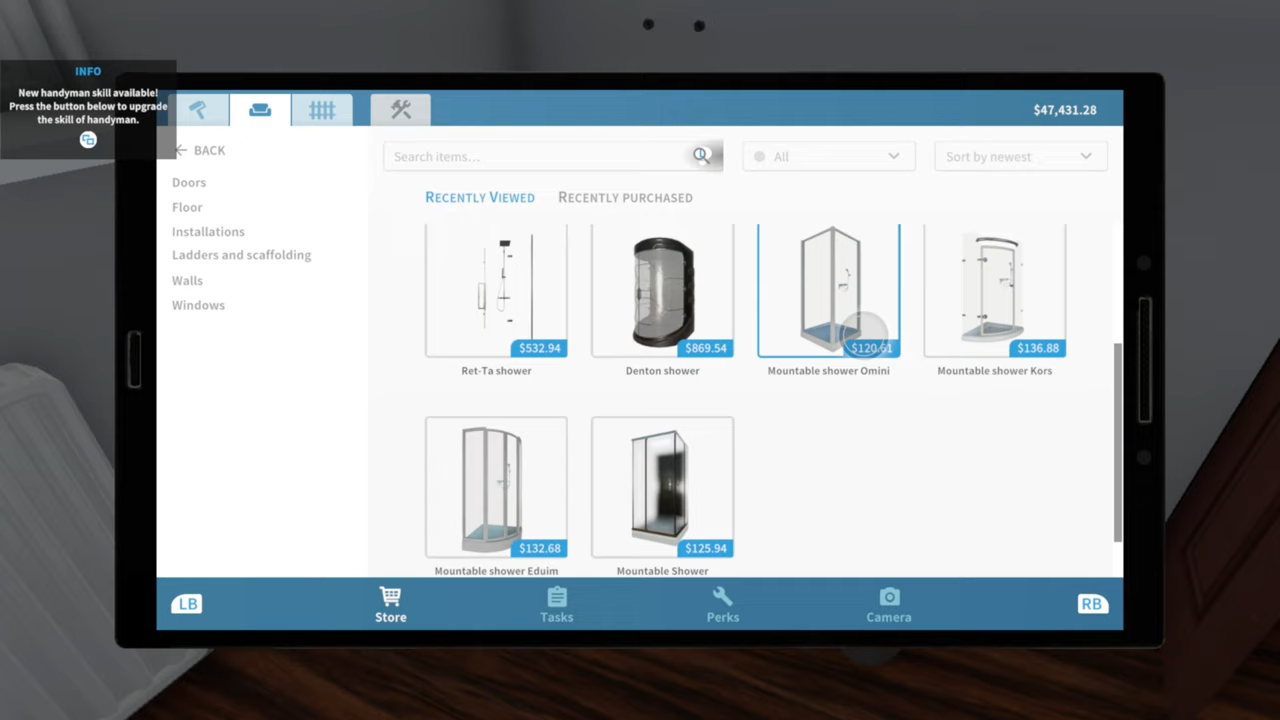 INFO
New handyman skill available!
Press the button below to upgrade
the skill of handyman.
$47,431.28
BACK
Search items...
All
Sort by newest
Doors
Floor
Installations
Ladders and scaffolding
Walls
Windows
RECENTLY VIEWED
RECENTLY PURCHASED
$532.94
$869.54
$120.61
$136.88
Ret-Ta shower
Denton shower
Mountable shower Omini
Mountable shower Kors
$132.68
$125.94
Mountable shower Eduim
Mountable Shower
LB
Store
Tasks
Perks
Camera
RB